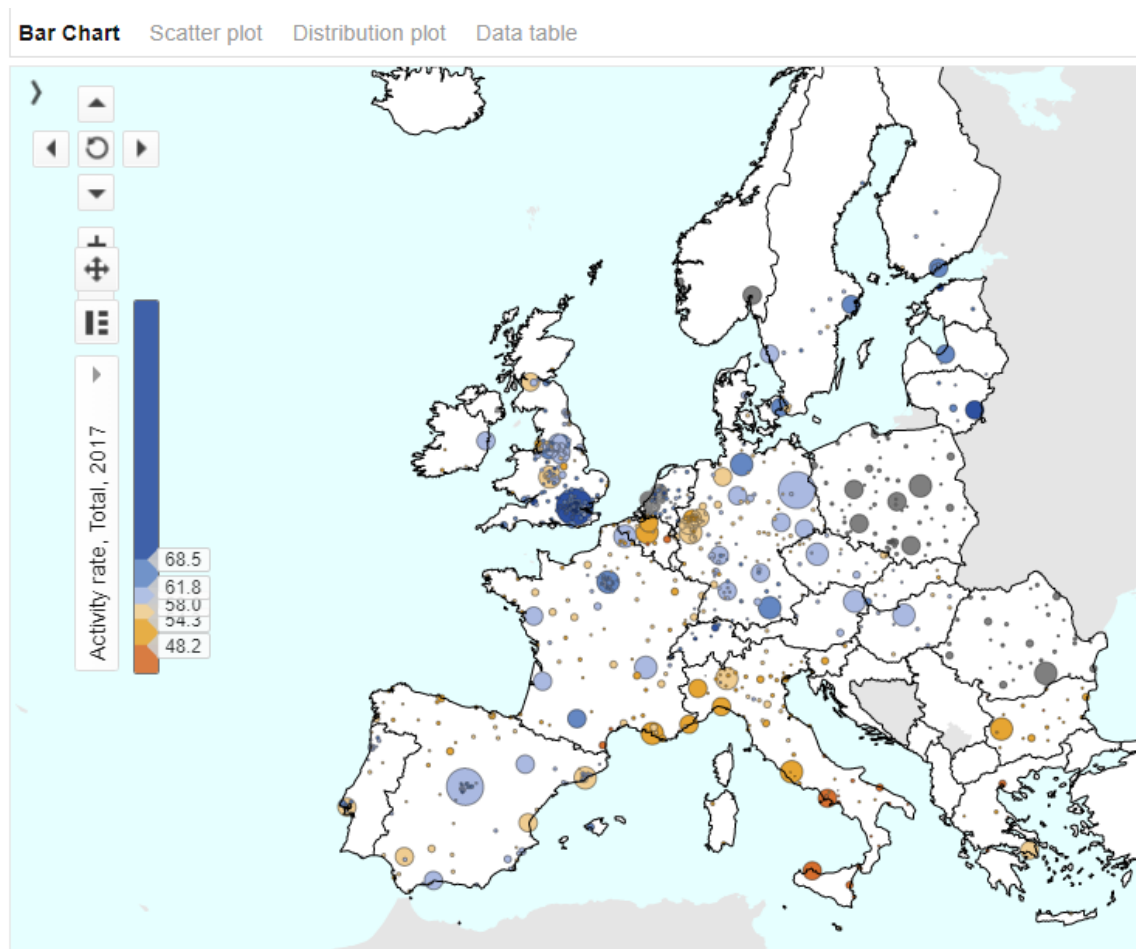 Bar Chart Scatter plot Distribution plot Data table
Activity rate, Total, 2017
68.5
61.8
58.0
54.3
48.2